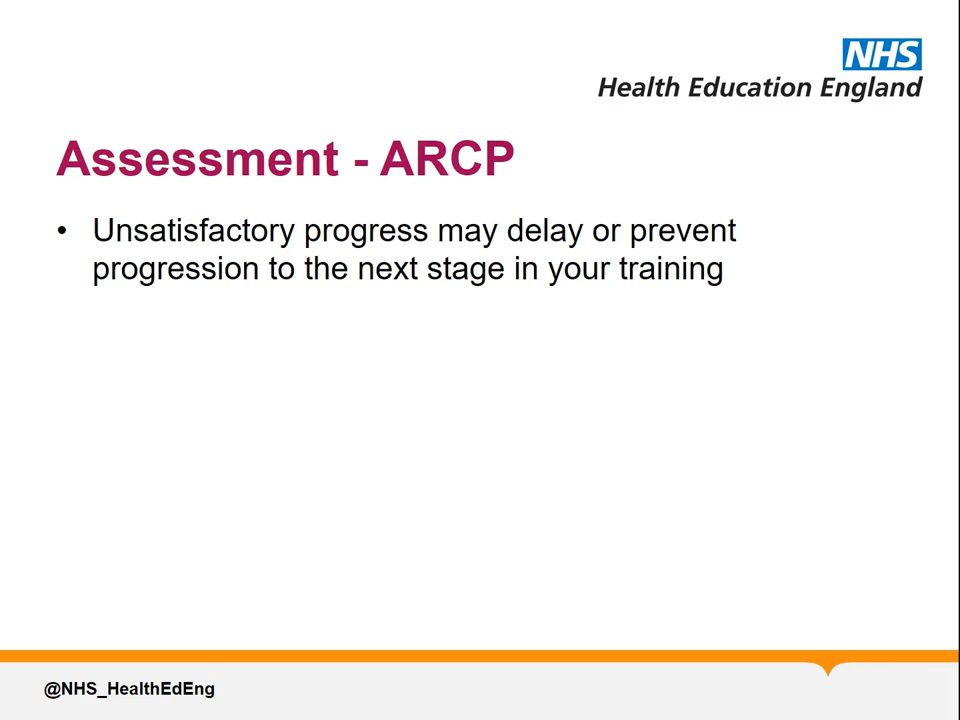 NHS
Health Education England
Assessment - ARCP
• Unsatisfactory progress may delay or prevent
progression to the next stage in your training
@NHS_HealthEdEng